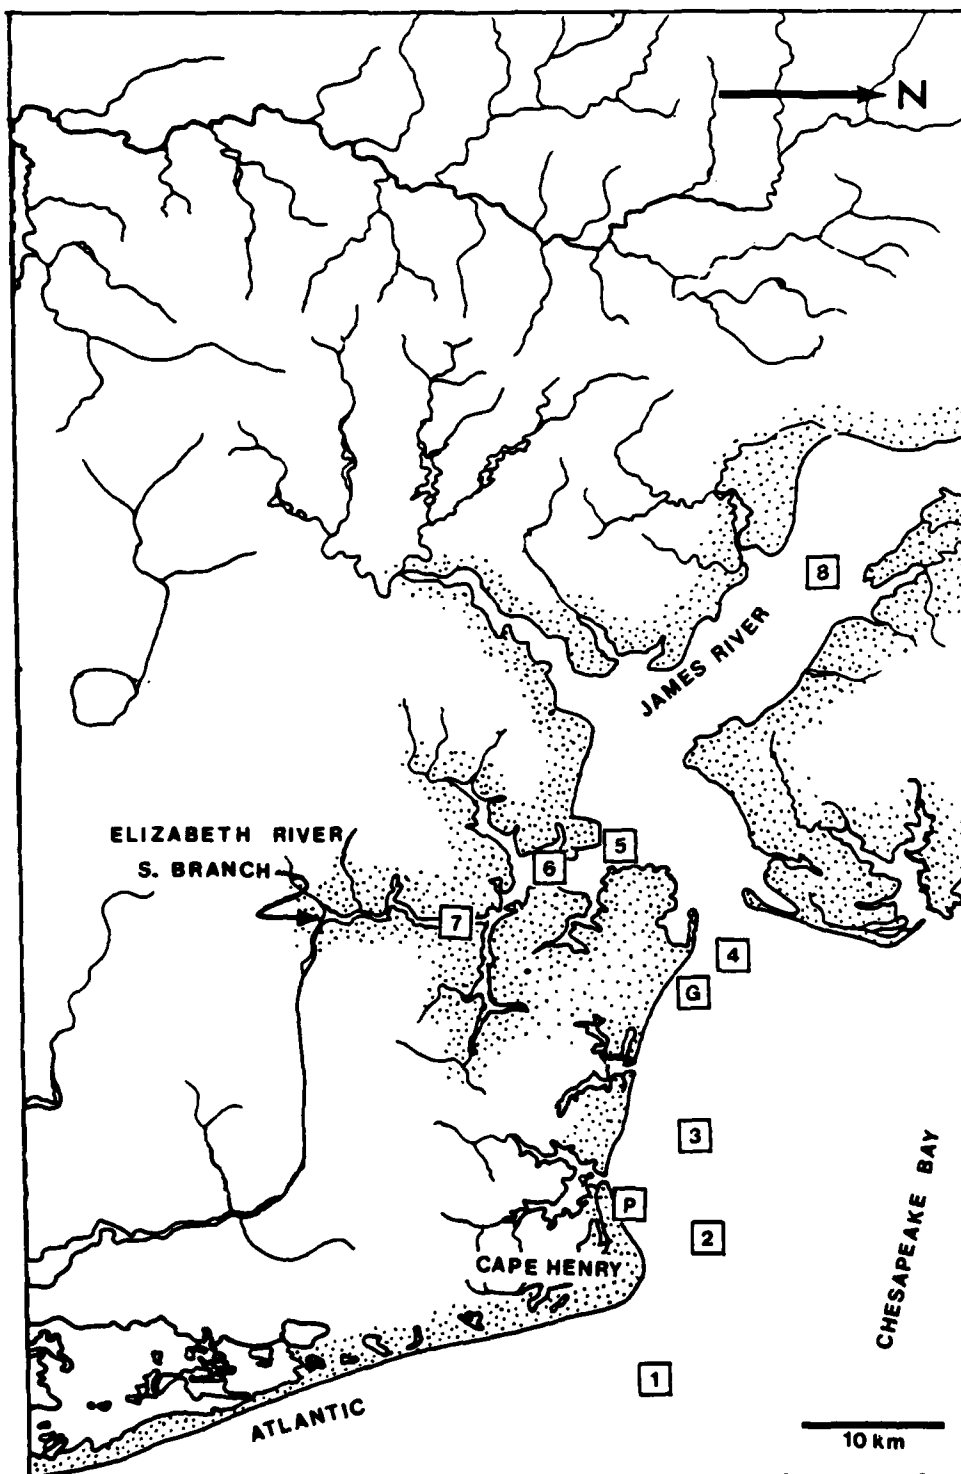 N
8
JAMES RIVER
ELIZABETH RIVER
S. BRANCH
5
6
7
4
G
3
P
2
CAPE HENRY
CHESAPEAKE BAY
1
ATLANTIC
10 km